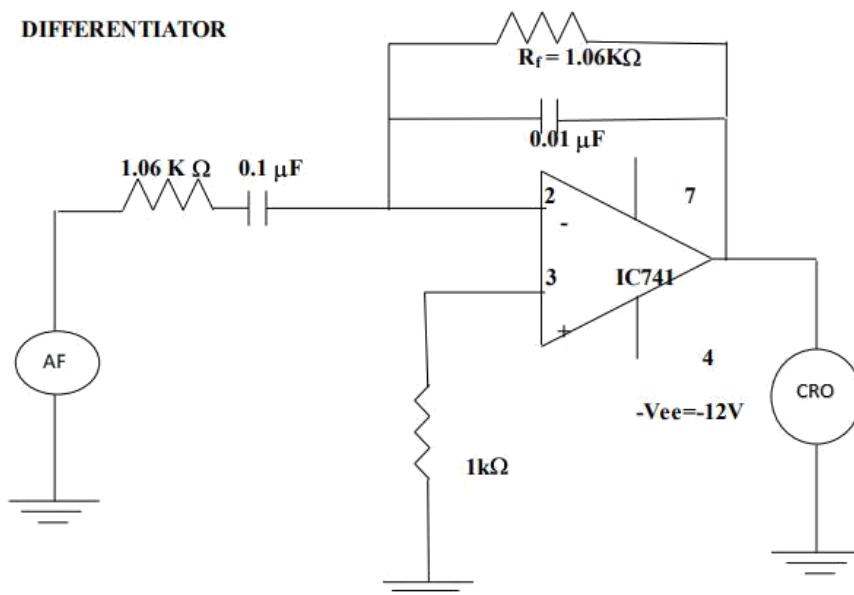 DIFFERENTIATOR
Rf = 1.06KΩ
0.01 μF
1.06 K Ω
0.1 μF
2
7
-
3
IC741
+
AF
4
CRO
-Vee=-12V
1kΩ